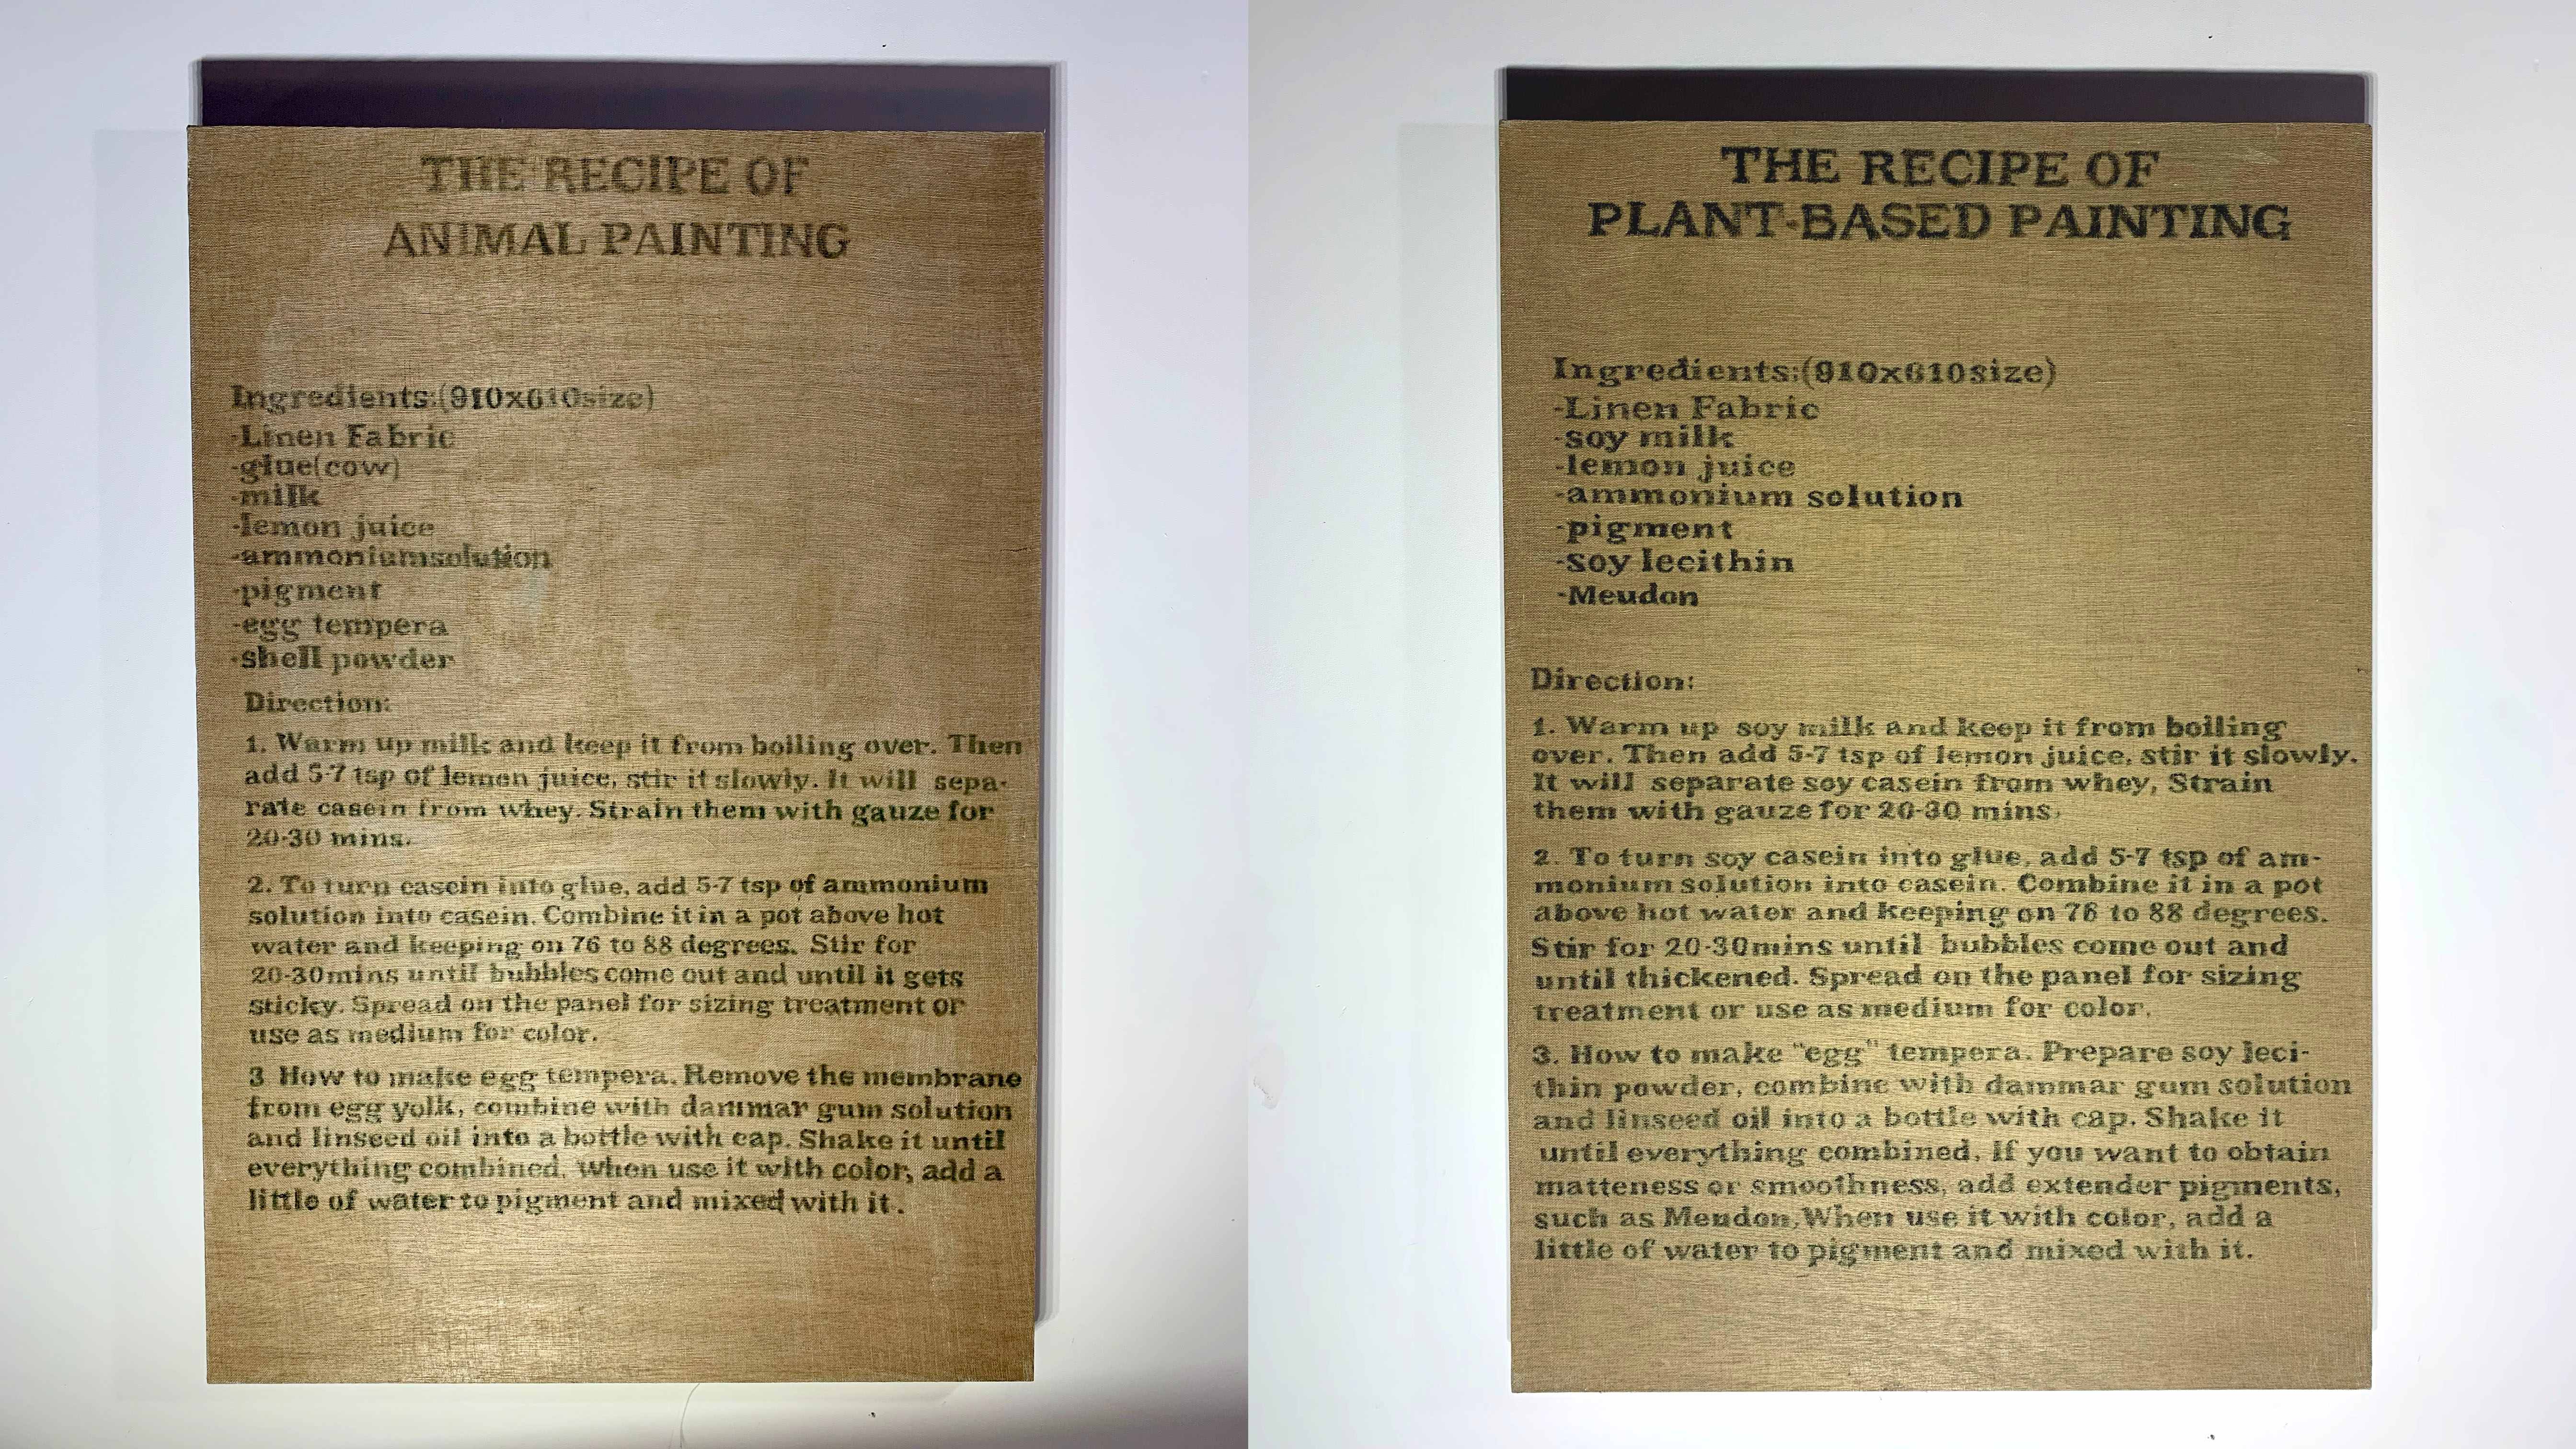 THE RECIPE OF
ANIMAL PAINTING
Ingredients:(910x610size)
-Linen Fabric
-glue(cow)
-milk
-lemon juice
-ammoniumsolution
-pigment
-egg tempera
-shell powder
Direction:
1. Warm up milk and keep it from boiling over. Then
add 5-7 tsp of lemon juice, stir it slowly. It will sepa-
rate casein from whey. Strain them with gauze for
20-30 mins.
2. To turn casein into glue, add 5-7 tsp of ammonium
solution into casein. Combine it in a pot above hot
water and keeping on 76 to 88 degrees. Stir for
20-30mins until bubbles come out and until it gets
sticky. Spread on the panel for sizing treatment or
use as medium for color.
3 How to make egg tempera. Remove the membrane
from egg yolk, combine with dammar gum solution
and linseed oil into a bottle with cap. Shake it until
everything combined. When use it with color, add a
little of water to pigment and mixed with it.
THE RECIPE OF
PLANT-BASED PAINTING
Ingredients:(910x610size)
-Linen Fabric
-soy milk
-lemon juice
-ammonium solution
-pigment
-soy lecithin
-Meudon
Direction:
1. Warm up soy milk and keep it from boiling
over. Then add 5-7 tsp of lemon juice, stir it slowly.
It will separate soy casein from whey, Strain
them with gauze for 20-30 mins.
2. To turn soy casein into glue, add 5-7 tsp of am-
monium solution into casein. Combine it in a pot
above hot water and keeping on 76 to 88 degrees.
Stir for 20-30mins until bubbles come out and
until thickened. Spread on the panel for sizing
treatment or use as medium for color.
3. How to make "egg" tempera. Prepare soy leci-
thin powder, combine with dammar gum solution
and linseed oil into a bottle with cap. Shake it
until everything combined. If you want to obtain
matteness or smoothness, add extender pigments,
such as Meudon,When use it with color, add a
little of water to pigment and mixed with it.